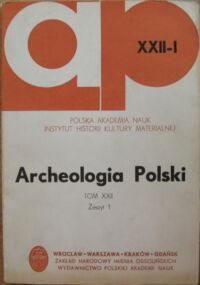 ap
XXII-I
POLSKA AKADEMIA NAUK
INSTYTUT HISTORII KULTURY MATERIALNEJ
Archeologia Polski
TOM XXII
Zeszyt 1
WROCŁAW • WARSZAWA • KRAKÓW • GDAŃSK
ZAKŁAD NARODOWY IMIENIA OSSOLIŃSKICH
WYDAWNICTWO POLSKIEJ AKADEMII NAUK